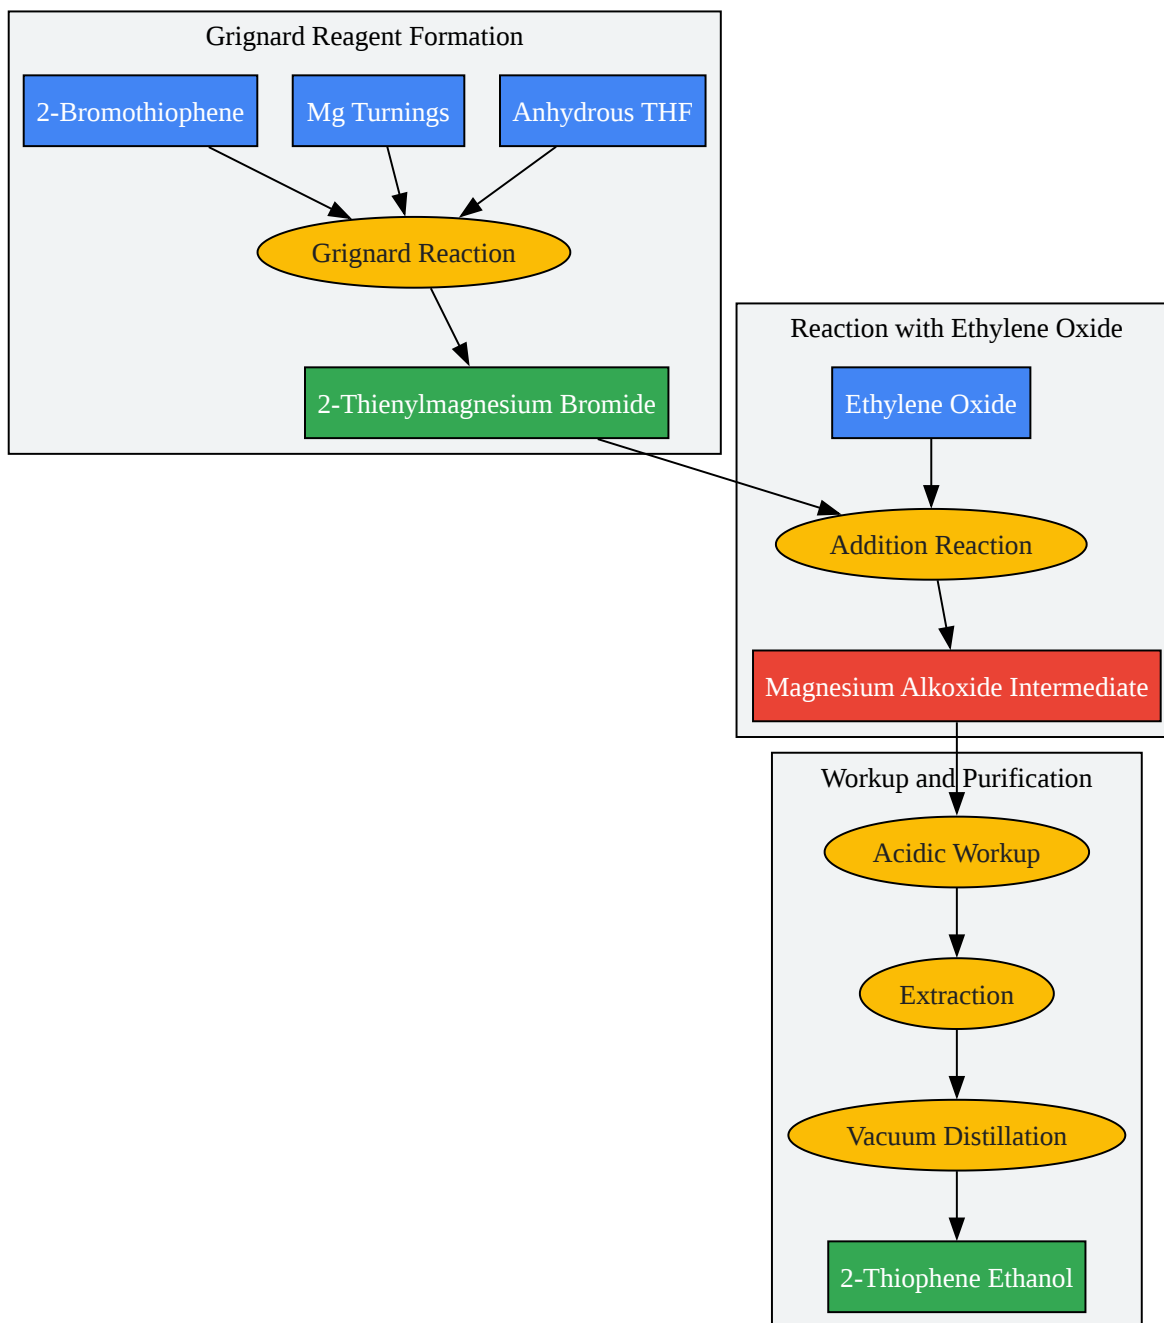 Grignard Reagent Formation
2-Bromothiophene
Mg Turnings
Anhydrous THF
Grignard Reaction
2-Thienylmagnesium Bromide
Reaction with Ethylene Oxide
Ethylene Oxide
Addition Reaction
Magnesium Alkoxide Intermediate
Workup and Purification
Acidic Workup
Extraction
Vacuum Distillation
2-Thiophene Ethanol